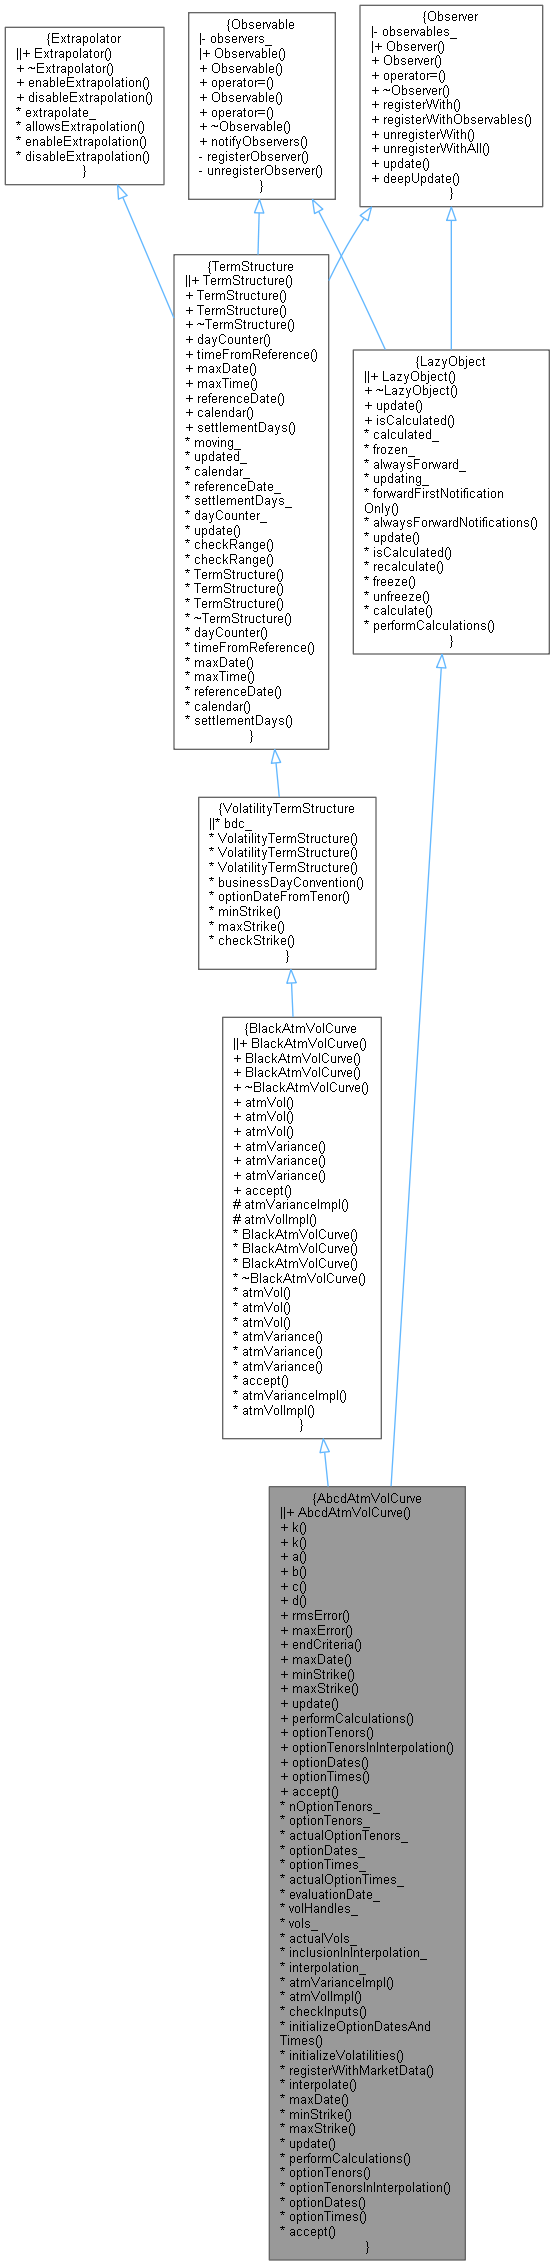 {Extrapolator
||+ Extrapolator()
+ ~Extrapolator()
+ enableExtrapolation()
+ disableExtrapolation()
* extrapolate_
* allowsExtrapolation()
* enableExtrapolation()
* disableExtrapolation()
}
{Observable
|- observers_
|+ Observable()
+ Observable()
+ operator=()
+ Observable()
+ operator=()
+ ~Observable()
+ notifyObservers()
- registerObserver()
- unregisterObserver()
}
{Observer
|- observables_
|+ Observer()
+ Observer()
+ operator=()
+ ~Observer()
+ registerWith()
+ registerWithObservables()
+ unregisterWith()
+ unregisterWithAll()
+ update()
+ deepUpdate()
}
{TermStructure
||+ TermStructure()
+ TermStructure()
+ TermStructure()
+ ~TermStructure()
+ dayCounter()
+ timeFromReference()
+ maxDate()
+ maxTime()
+ referenceDate()
+ calendar()
+ settlementDays()
* moving_
* updated_
* calendar_
* referenceDate_
* settlementDays_
* dayCounter_
* update()
* checkRange()
* checkRange()
* TermStructure()
* TermStructure()
* TermStructure()
* ~TermStructure()
* dayCounter()
* timeFromReference()
* maxDate()
* maxTime()
* referenceDate()
* calendar()
* settlementDays()
}
{LazyObject
||+ LazyObject()
+ ~LazyObject()
+ update()
+ isCalculated()
* calculated_
* frozen_
* alwaysForward_
* updating_
* forwardFirstNotification
Only()
* alwaysForwardNotifications()
* update()
* isCalculated()
* recalculate()
* freeze()
* unfreeze()
* calculate()
* performCalculations()
}
{VolatilityTermStructure
||* bdc_
* VolatilityTermStructure()
* VolatilityTermStructure()
* VolatilityTermStructure()
* businessDayConvention()
* optionDateFromTenor()
* minStrike()
* maxStrike()
* checkStrike()
}
{BlackAtmVolCurve
||+ BlackAtmVolCurve()
+ BlackAtmVolCurve()
+ BlackAtmVolCurve()
+ ~BlackAtmVolCurve()
+ atmVol()
+ atmVol()
+ atmVol()
+ atmVariance()
+ atmVariance()
+ atmVariance()
+ accept()
# atmVarianceImpl()
# atmVolImpl()
* BlackAtmVolCurve()
* BlackAtmVolCurve()
* BlackAtmVolCurve()
* ~BlackAtmVolCurve()
* atmVol()
* atmVol()
* atmVol()
* atmVariance()
* atmVariance()
* atmVariance()
* accept()
* atmVarianceImpl()
* atmVolImpl()
}
{AbcdAtmVolCurve
||+ AbcdAtmVolCurve()
+ k()
+ k()
+ a()
+ b()
+ c()
+ d()
+ rmsError()
+ maxError()
+ endCriteria()
+ maxDate()
+ minStrike()
+ maxStrike()
+ update()
+ performCalculations()
+ optionTenors()
+ optionTenorsInInterpolation()
+ optionDates()
+ optionTimes()
+ accept()
* nOptionTenors_
* optionTenors_
* actualOptionTenors_
* optionDates_
* optionTimes_
* actualOptionTimes_
* evaluationDate_
* volHandles_
* vols_
* actualVols_
* inclusionInInterpolation_
* interpolation_
* atmVarianceImpl()
* atmVolImpl()
* checkInputs()
* initializeOptionDatesAnd
Times()
* initializeVolatilities()
* registerWithMarketData()
* interpolate()
* maxDate()
* minStrike()
* maxStrike()
* update()
* performCalculations()
* optionTenors()
* optionTenorsInInterpolation()
* optionDates()
* optionTimes()
* accept()
}